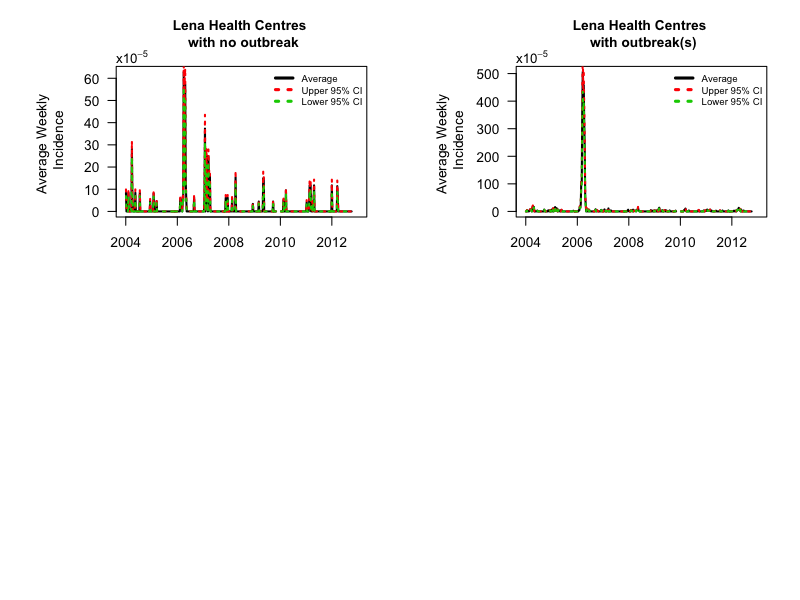 Lena Health Centres
with no outbreak
x10⁻⁵
Average Weekly
Incidence
60
50
40
30
20
10
0
2004 2006 2008 2010 2012
Average
Upper 95% CI
Lower 95% CI
Lena Health Centres
with outbreak(s)
x10⁻⁵
Average Weekly
Incidence
500
400
300
200
100
0
2004 2006 2008 2010 2012
Average
Upper 95% CI
Lower 95% CI